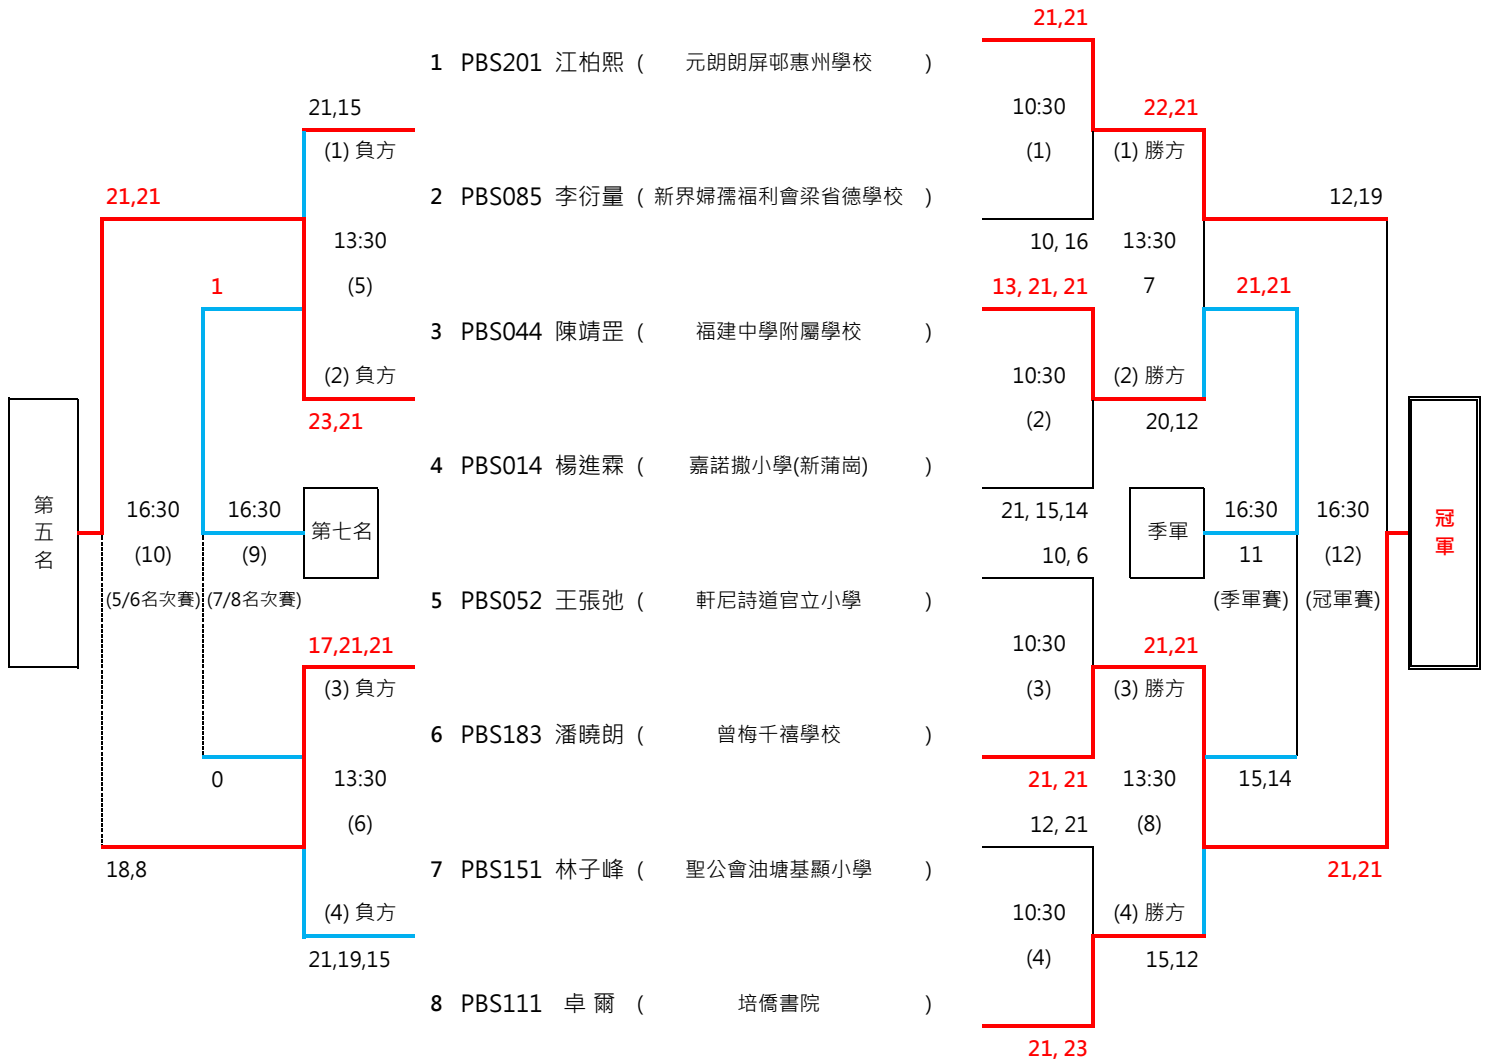 21,21
1 PBS201 江柏熙 ( 元朗朗屏邨惠州學校 )
21,15 10:30 22,21
(1) 負方 (1) (1) 勝方
21,21 2 PBS085 李衍量 ( 新界婦孺福利會梁省德學校 ) 12,19
13:30 10, 16 13:30
1 (5) 13, 21, 21 7 21,21
3 PBS044 陳靖罡 ( 福建中學附屬學校 )
(2) 負方 10:30 (2) 勝方
23,21 (2) 20,12
4 PBS014 楊進霖 ( 嘉諾撒小學(新蒲崗) )
第五名 16:30 16:30 第七名 21, 15,14 季軍 16:30 16:30 冠軍
(10) (9) 10, 6 11 (12)
(5/6名次賽) (7/8名次賽) 5 PBS052 王張弛 ( 軒尼詩道官立小學 ) (季軍賽) (冠軍賽)
17,21,21 10:30 21,21
(3) 負方 (3) (3) 勝方
6 PBS183 潘曉朗 ( 曾梅千禧學校 )
0 13:30 21, 21 13:30 15,14
(6) 12, 21 (8)
18,8 7 PBS151 林子峰 ( 聖公會油塘基顯小學 ) 21,21
(4) 負方 10:30 (4) 勝方
21,19,15 (4) 15,12
8 PBS111 卓 爾 ( 培僑書院 )
21, 23